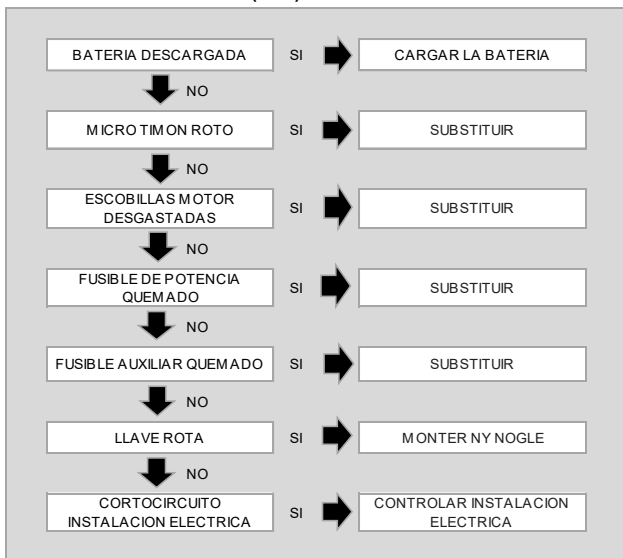 BATERIA DESCARGADA SI CARGAR LA BATERIA
NO
MICRO TIMON ROTO SI SUBSTITUIR
NO
ESCOBILLAS MOTOR
DESGASTADAS SI SUBSTITUIR
NO
FUSIBLE DE POTENCIA
QUEMADO SI SUBSTITUIR
NO
FUSIBLE AUXILIAR QUEMADO SI SUBSTITUIR
NO
LLAVE ROTA SI MONTER NY NOGLE
NO
CORTOCIRCUITO
INSTALACION ELECTRICA SI CONTROLAR INSTALACION
ELECTRICA